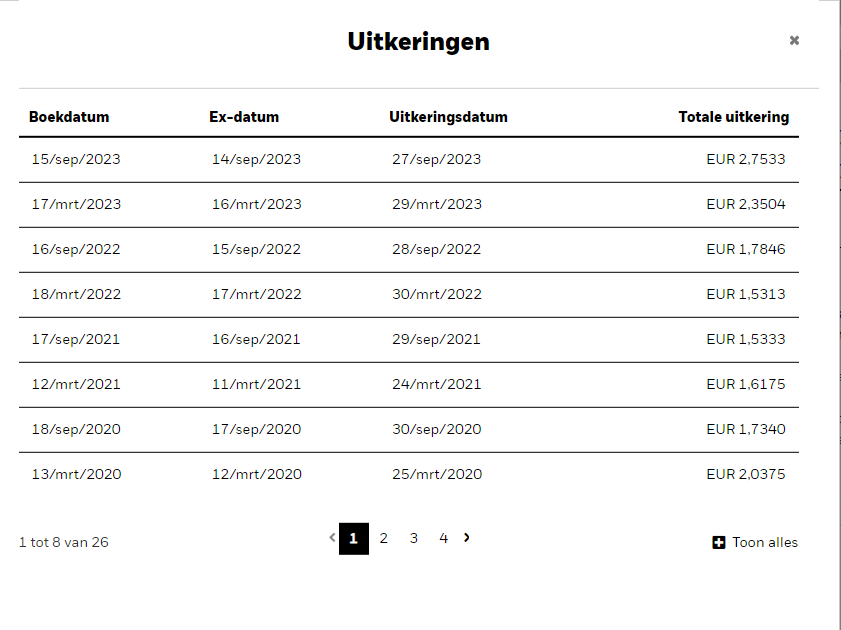 Uitkeringen
Boekdatum Ex-datum Uitkeringsdatum Totale uitkering
15/sep/2023 14/sep/2023 27/sep/2023 EUR 2,7533
17/mrt/2023 16/mrt/2023 29/mrt/2023 EUR 2,3504
16/sep/2022 15/sep/2022 28/sep/2022 EUR 1,7846
18/mrt/2022 17/mrt/2022 30/mrt/2022 EUR 1,5313
17/sep/2021 16/sep/2021 29/sep/2021 EUR 1,5333
12/mrt/2021 11/mrt/2021 24/mrt/2021 EUR 1,6175
18/sep/2020 17/sep/2020 30/sep/2020 EUR 1,7340
13/mrt/2020 12/mrt/2020 25/mrt/2020 EUR 2,0375
1 tot 8 van 26 < 1 2 3 4 > Toon alles